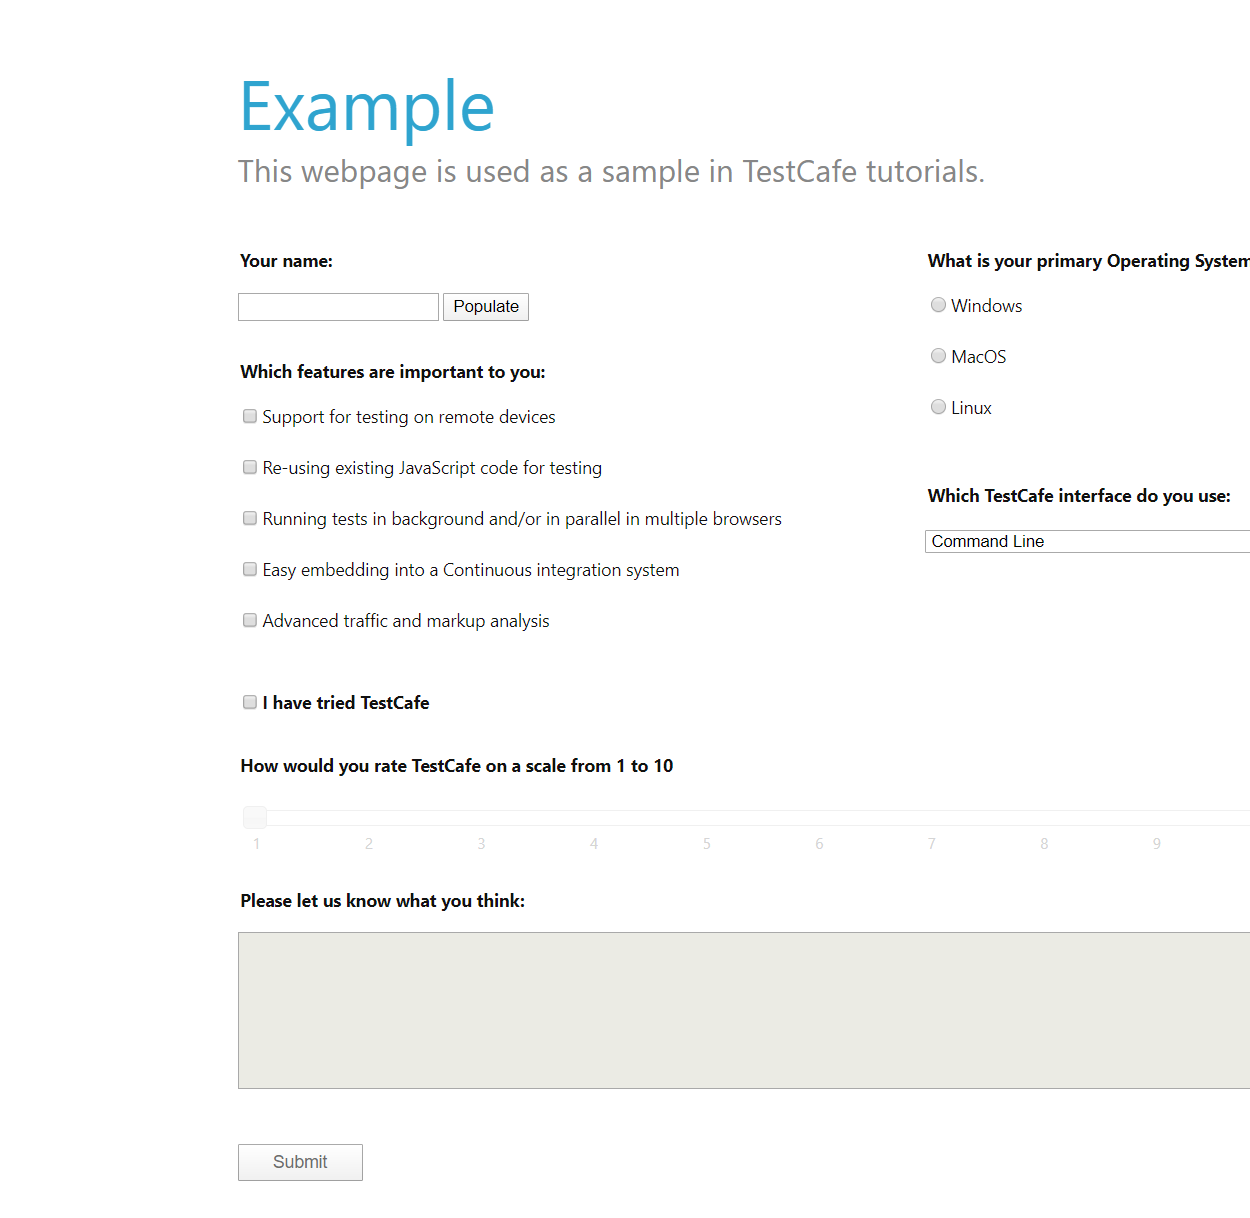 Example
This webpage is used as a sample in TestCafe tutorials.
Your name:
Populate
Which features are important to you:
Support for testing on remote devices
Re-using existing JavaScript code for testing
Running tests in background and/or in parallel in multiple browsers
Easy embedding into a Continuous integration system
Advanced traffic and markup analysis
What is your primary Operating System
Windows
MacOS
Linux
Which TestCafe interface do you use:
Command Line
I have tried TestCafe
How would you rate TestCafe on a scale from 1 to 10
1 2 3 4 5 6 7 8 9
Please let us know what you think:
Submit